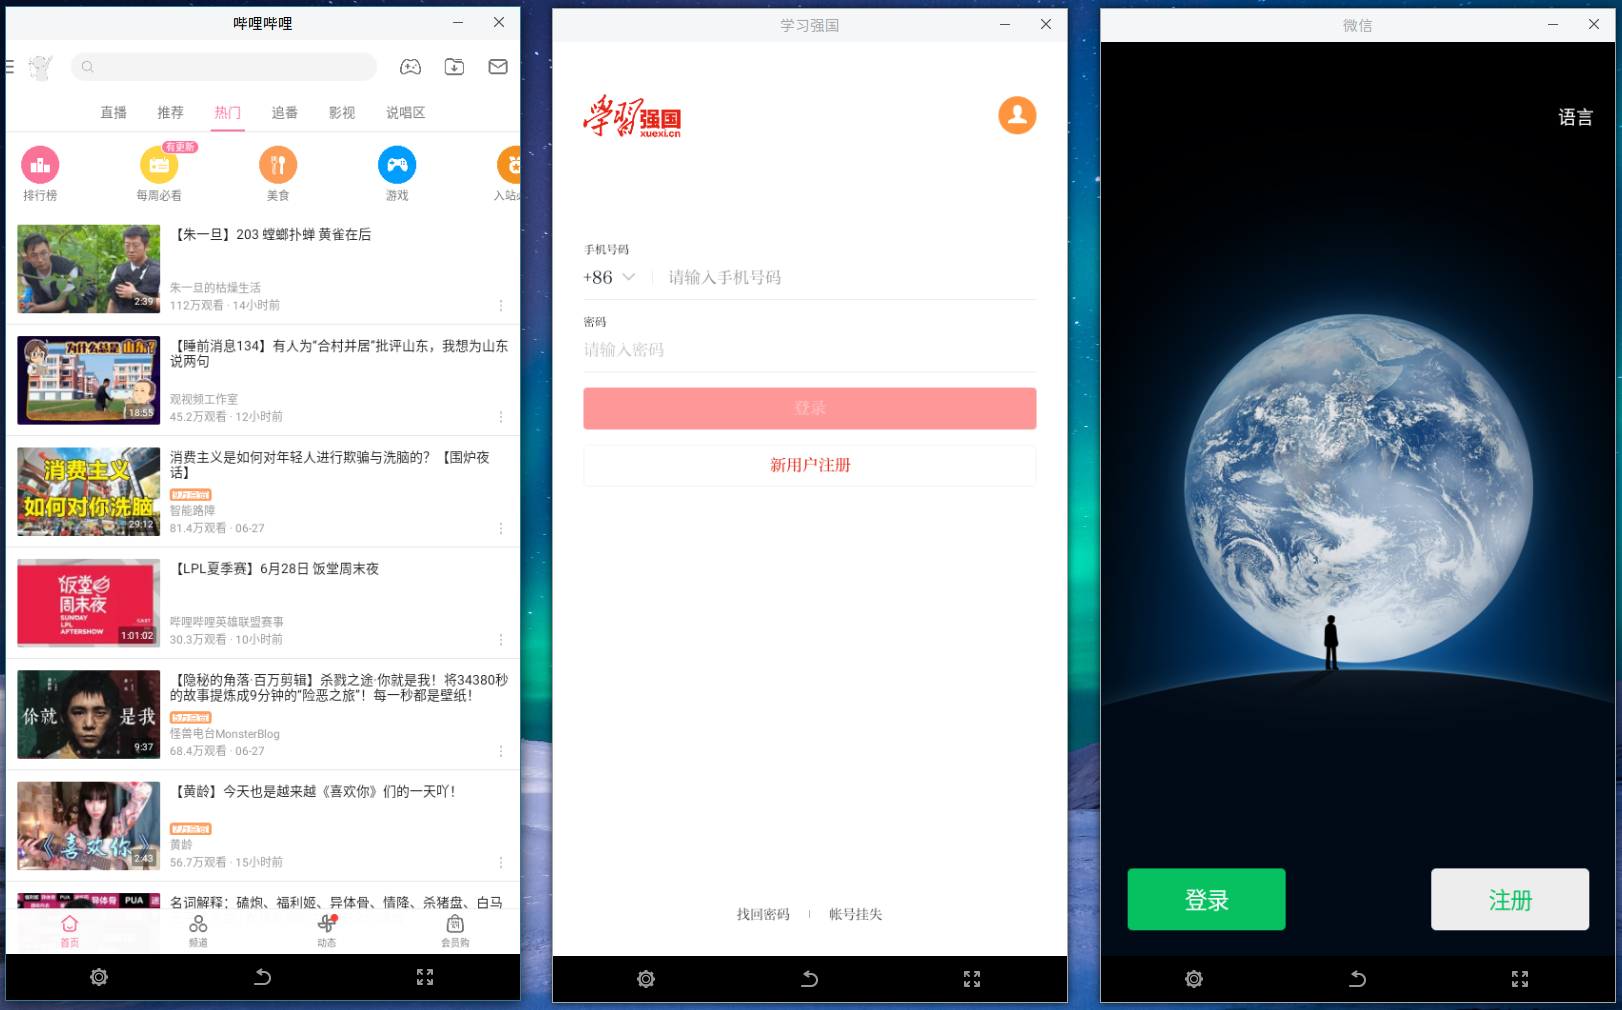 哔哩哔哩
直播 推荐 热门 追番 影视 说唱区
有更新
排行榜 每周必看 美食 游戏 入站
【朱一旦】203 螳螂扑蝉 黄雀在后
朱一旦的枯燥生活
112万观看 · 14小时前
2:39
为什么总是山东?
【睡前消息134】有人为“合村并居”批评山东，我想为山东
说两句
观视频工作室
45.2万观看 · 12小时前
18:55
消费主义
如何对你洗脑
消费主义是如何对年轻人进行欺骗与洗脑的？【围炉夜
话】
智能路障
81.4万观看 · 06-27
29:12
饭堂
周末夜
SUNDAY
LPL
AFTERSHOW
【LPL夏季赛】6月28日 饭堂周末夜
哔哩哔哩英雄联盟赛事
30.3万观看 · 10小时前
1:01:02
你就 是我
【隐秘的角落·百万剪辑】杀戮之途·你就是我！将34380秒
的故事提炼成9分钟的“险恶之旅”！每一秒都是壁纸！
怪兽电台MonsterBlog
68.4万观看 · 06-27
9:37
《喜欢你》
【黄龄】今天也是越来越《喜欢你》们的一天吖！
黄龄
56.7万观看 · 15小时前
2:43
PUA
名词解释：磕炮、福利姬、异体骨、情降、杀猪盘、白马
首页 频道 动态 会员购
学习强国
学习强国
xuexi.cn
手机号码
+86 请输入手机号码
密码
请输入密码
登录
新用户注册
找回密码 帐号挂失
微信
语言
登录 注册